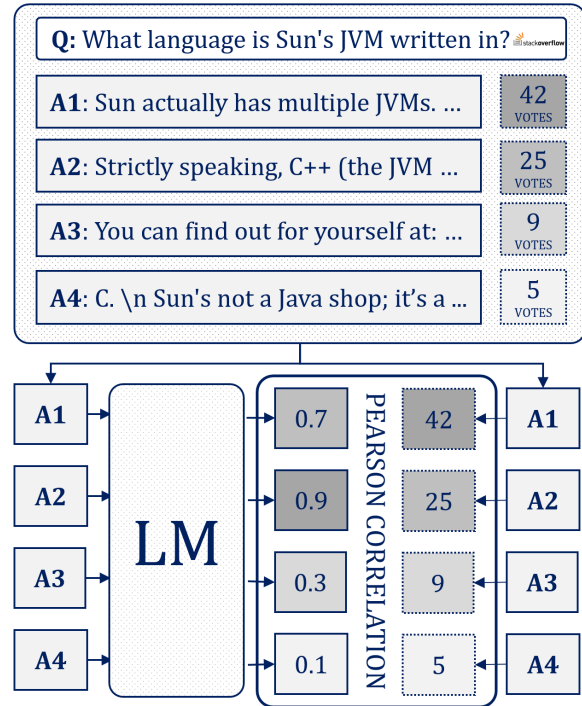 Q: What language is Sun's JVM written in? stackoverflow
A1: Sun actually has multiple JVMs. ...
42
VOTES
A2: Strictly speaking, C++ (the JVM ...
25
VOTES
A3: You can find out for yourself at: ...
9
VOTES
A4: C. \n Sun's not a Java shop; it’s a ...
5
VOTES
A1
A2
A3
A4
LM
0.7
0.9
0.3
0.1
PEARSON CORRELATION
42
25
9
5
A1
A2
A3
A4